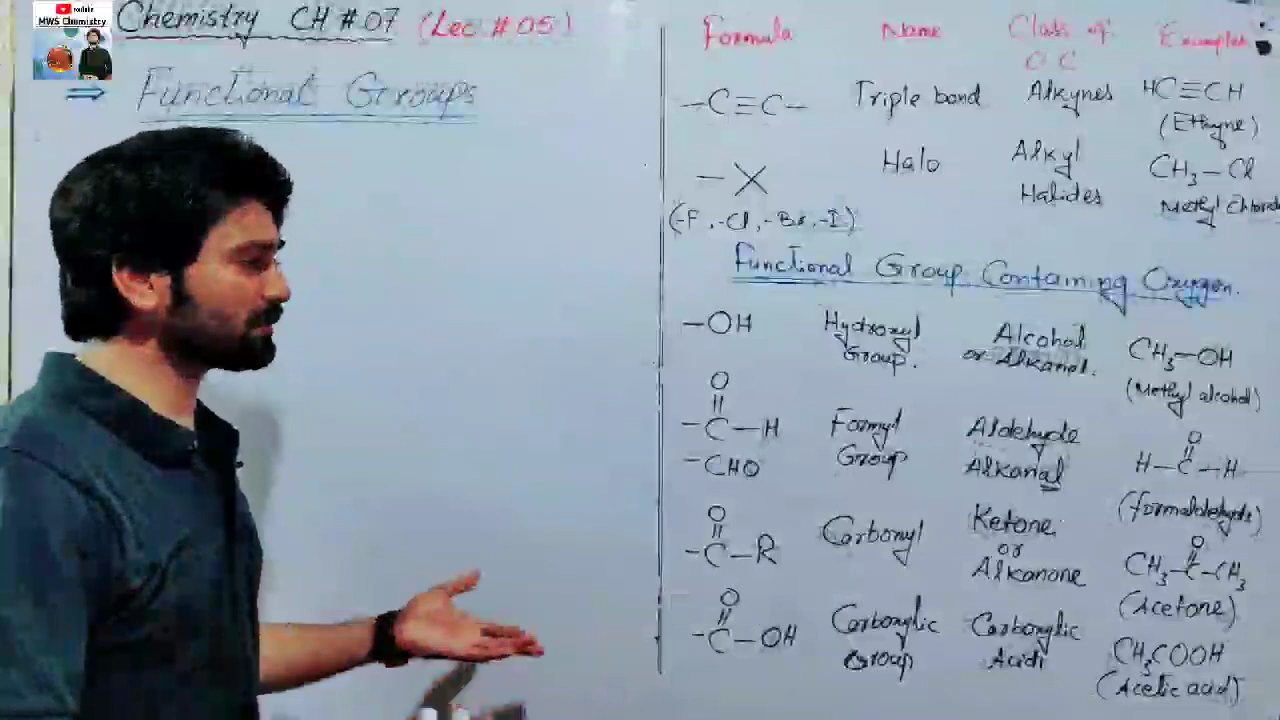 YouTube
MWS Chemistry
Chemistry CH # 07 (Lec # 05)
⇒ Functional Groups
Formula Name Class of O C Examples
–C≡C– Triple bond Alkynes HC≡CH
(Ethyne)
–X Halo Alkyl Halides CH₃–Cl
(-F, -Cl, -Br, -I) Methyl Chloride
Functional Group Containing Oxygen.
–OH Hydroxyl Group. Alcohol or Alkanal. CH₃–OH
(Methyl alcohol)
O
||
–C–H Formyl Group Aldehyde
–CHO Alkanal
O
||
H–C–H
(formaldehyde)
O
||
–C–R Carbonyl Ketone or Alkanone
O
||
CH₃–C–CH₃
(Acetone)
O
||
–C–OH Carboxylic Group Carboxylic Acid CH₃COOH
(Acetic acid)